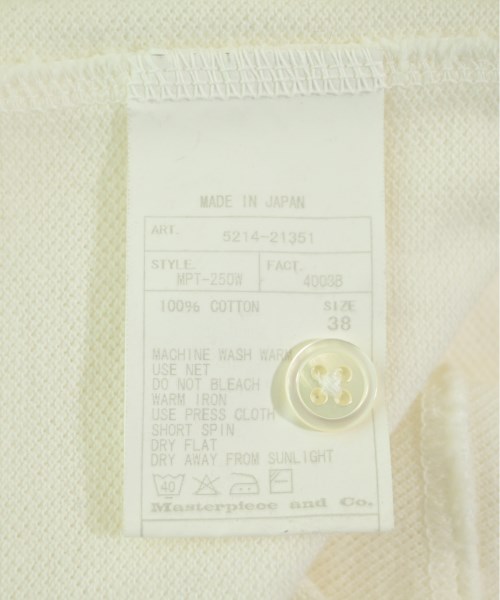 MADE IN JAPAN
ART. 5214-21351
STYLE. FACT.
MPT-25DW 400SB
100% COTTON SIZE
38
MACHINE WASH WARM
USE NET
DO NOT BLEACH
WARM IRON
USE PRESS CLOTH
SHORT SPIN
DRY FLAT
DRY AWAY FROM SUNLIGHT
40
Masterpiece and Co.